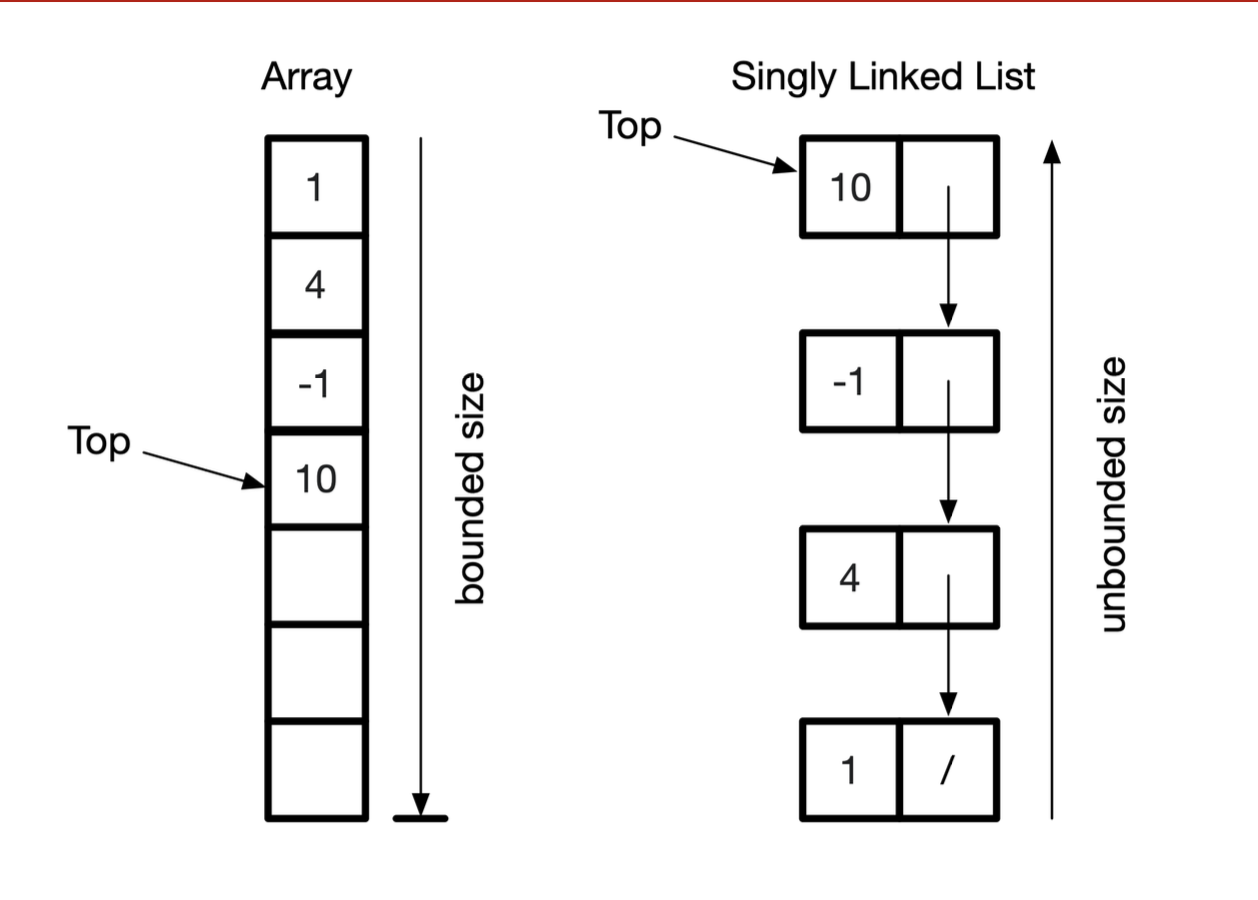 Array
1
4
-1
10
Top
bounded size
Singly Linked List
Top
10
-1
4
1 /
unbounded size